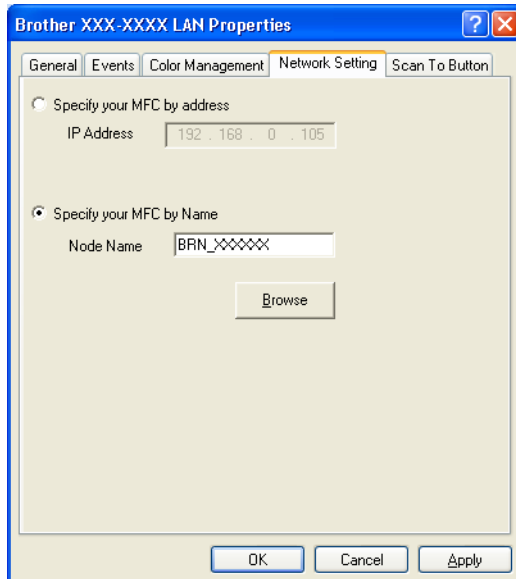 Brother XXX-XXXX LAN Properties
General Events Color Management Network Setting Scan To Button
Specify your MFC by address
IP Address 192 . 168 . 0 . 105
Specify your MFC by Name
Node Name BRN_XXXXXX
Browse
OK Cancel Apply